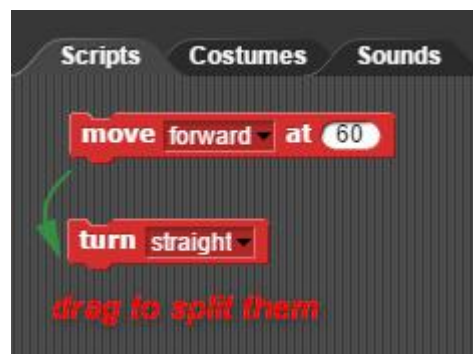 Scripts Costumes Sounds
move forward at 60
turn straight
drag to split them